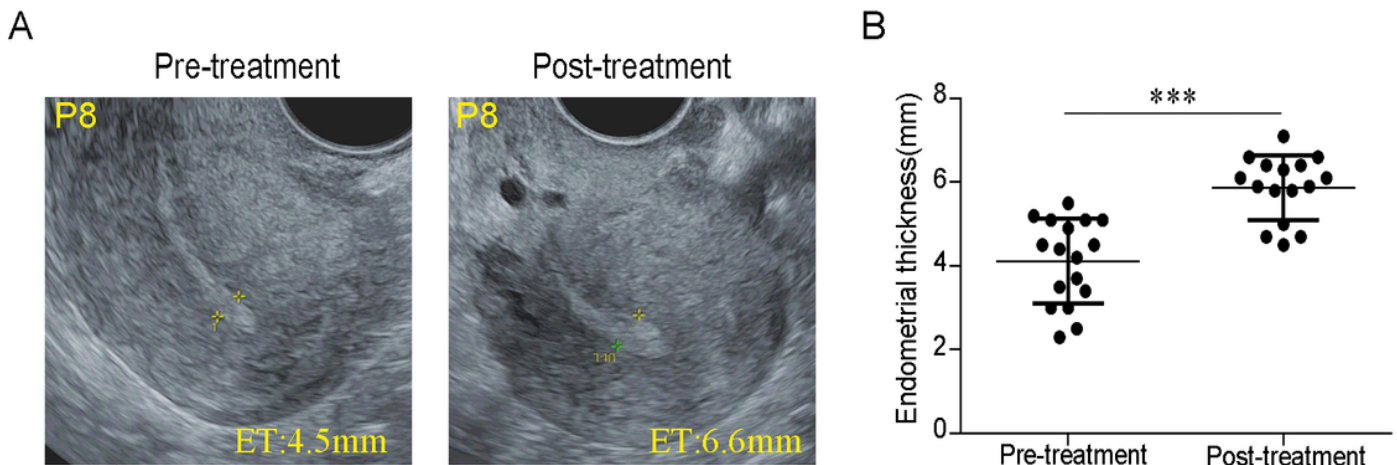 A
Pre-treatment
Post-treatment
P8
ET:4.5mm
P8
ET:6.6mm
B
Endometrial thickness(mm)
8
6
4
2
0
***
Pre-treatment
Post-treatment